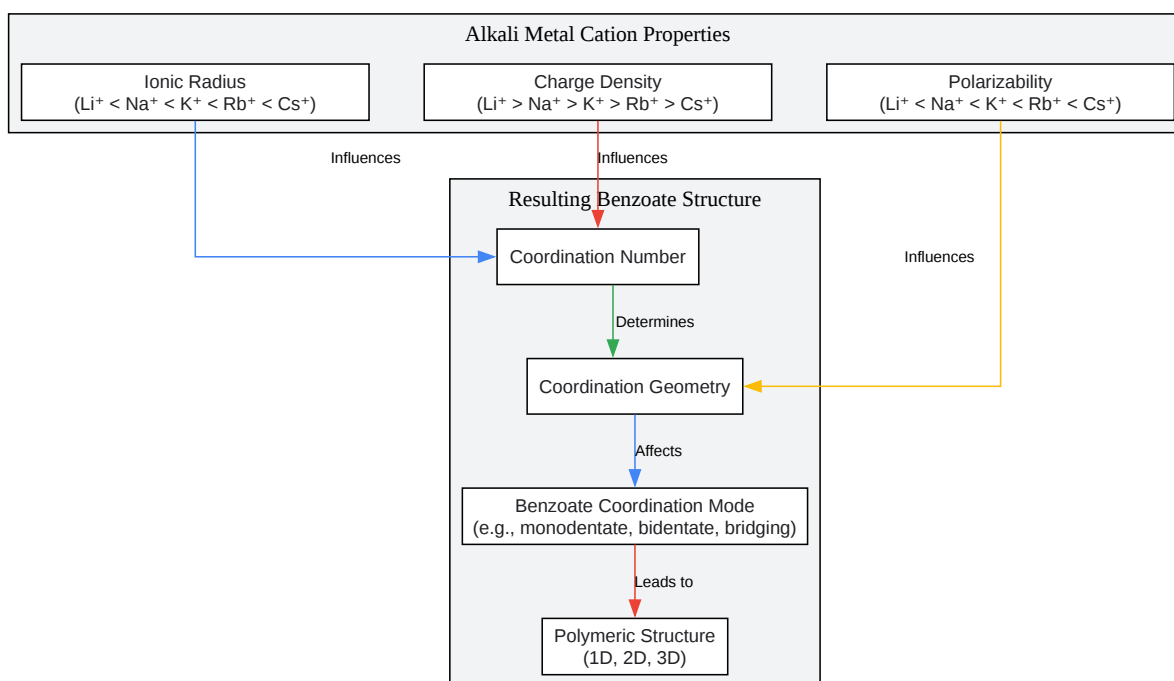 Alkali Metal Cation Properties
Ionic Radius
(Li⁺ < Na⁺ < K⁺ < Rb⁺ < Cs⁺)
Charge Density
(Li⁺ > Na⁺ > K⁺ > Rb⁺ > Cs⁺)
Polarizability
(Li⁺ < Na⁺ < K⁺ < Rb⁺ < Cs⁺)
Influences
Influences
Resulting Benzoate Structure
Coordination Number
Influences
Determines
Coordination Geometry
Affects
Benzoate Coordination Mode
(e.g., monodentate, bidentate, bridging)
Leads to
Polymeric Structure
(1D, 2D, 3D)